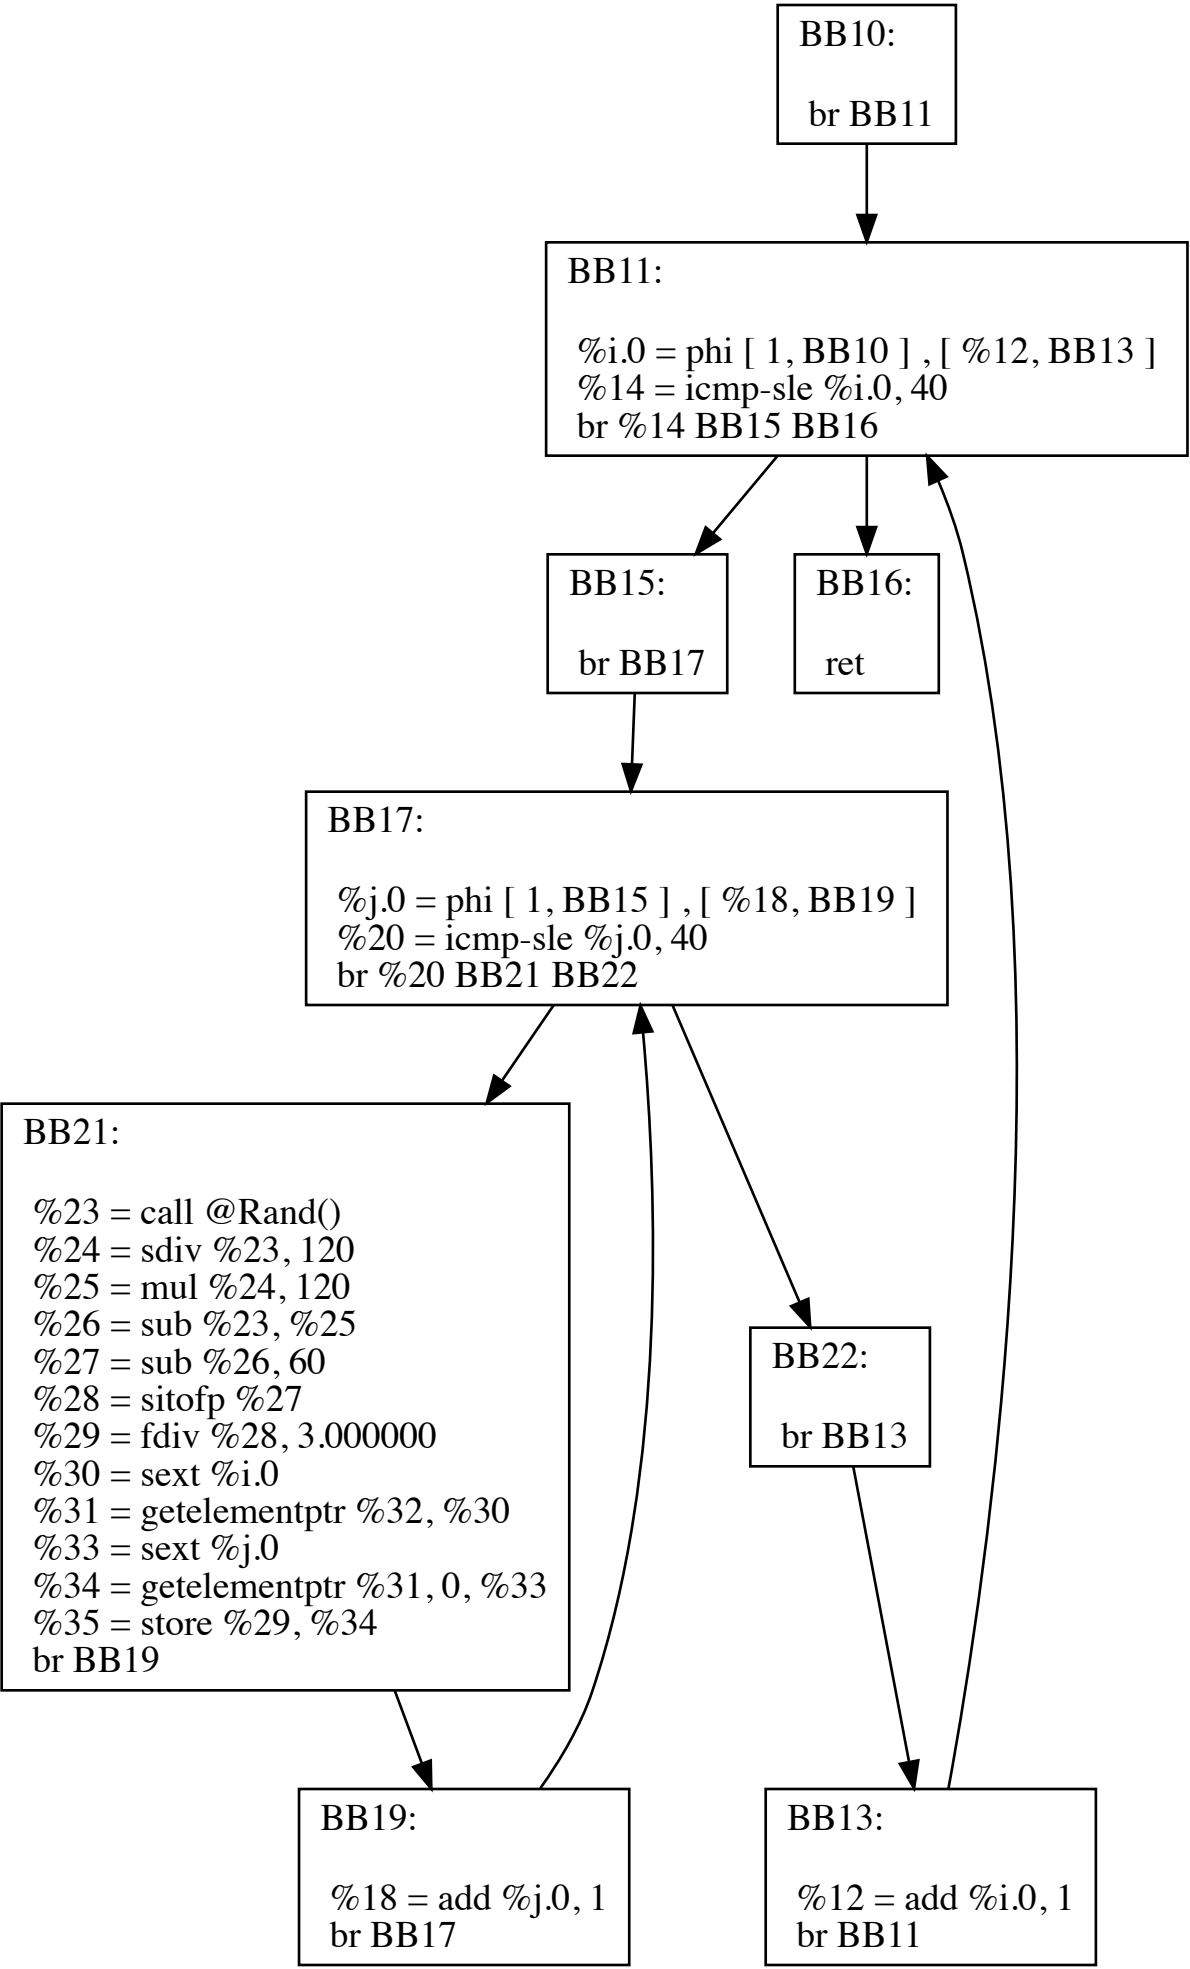 BB10:
br BB11
BB11:
%i.0 = phi [ 1, BB10 ] , [ %12, BB13 ]
%14 = icmp-sle %i.0, 40
br %14 BB15 BB16
BB15:
br BB17
BB16:
ret
BB17:
%j.0 = phi [ 1, BB15 ] , [ %18, BB19 ]
%20 = icmp-sle %j.0, 40
br %20 BB21 BB22
BB21:
%23 = call @Rand()
%24 = sdiv %23, 120
%25 = mul %24, 120
%26 = sub %23, %25
%27 = sub %26, 60
%28 = sitofp %27
%29 = fdiv %28, 3.000000
%30 = sext %i.0
%31 = getelementptr %32, %30
%33 = sext %j.0
%34 = getelementptr %31, 0, %33
%35 = store %29, %34
br BB19
BB22:
br BB13
BB19:
%18 = add %j.0, 1
br BB17
BB13:
%12 = add %i.0, 1
br BB11